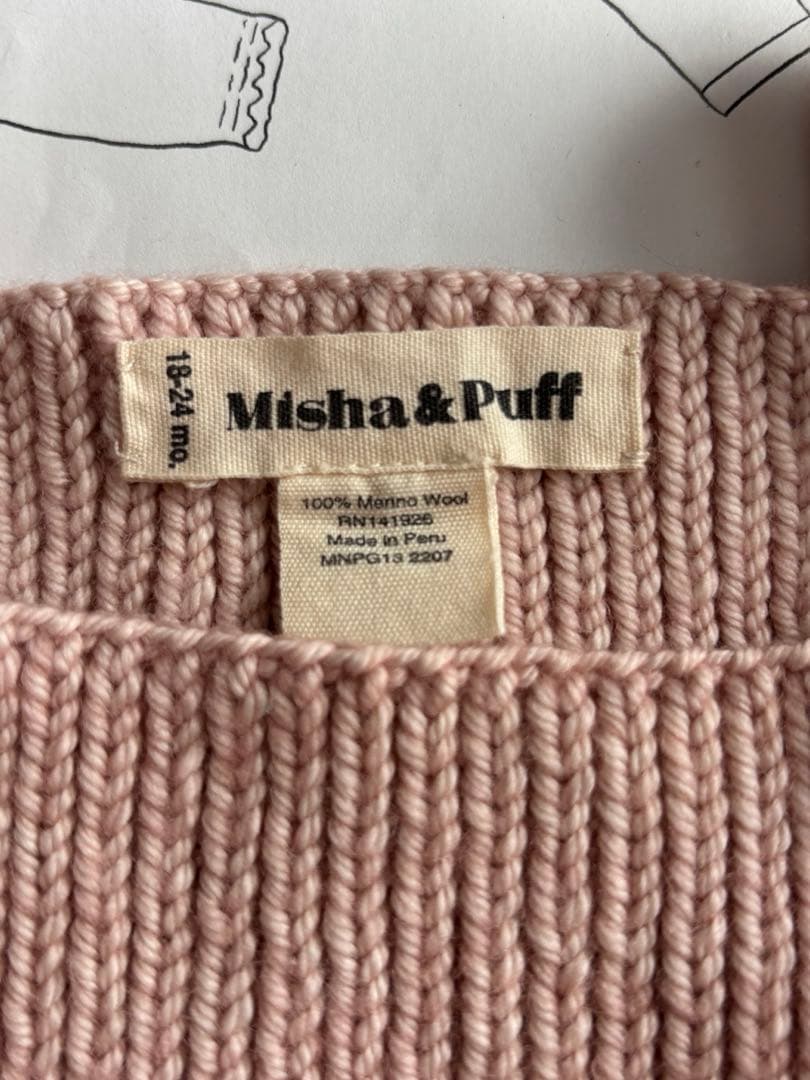 18-24 mo.
Misha&Puff
100% Merino Wool
RN141926
Made in Peru
MNPG13 2207